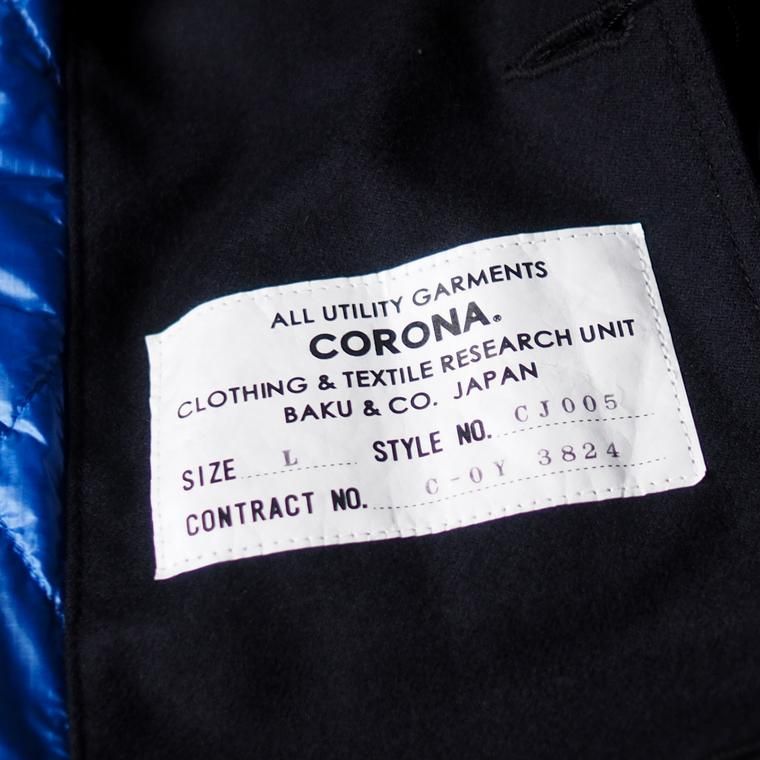 ALL UTILITY GARMENTS
CORONA.®
CLOTHING & TEXTILE RESEARCH UNIT
BAKU & CO. JAPAN
SIZE L STYLE NO. CJ005
CONTRACT NO. C-0Y 3824